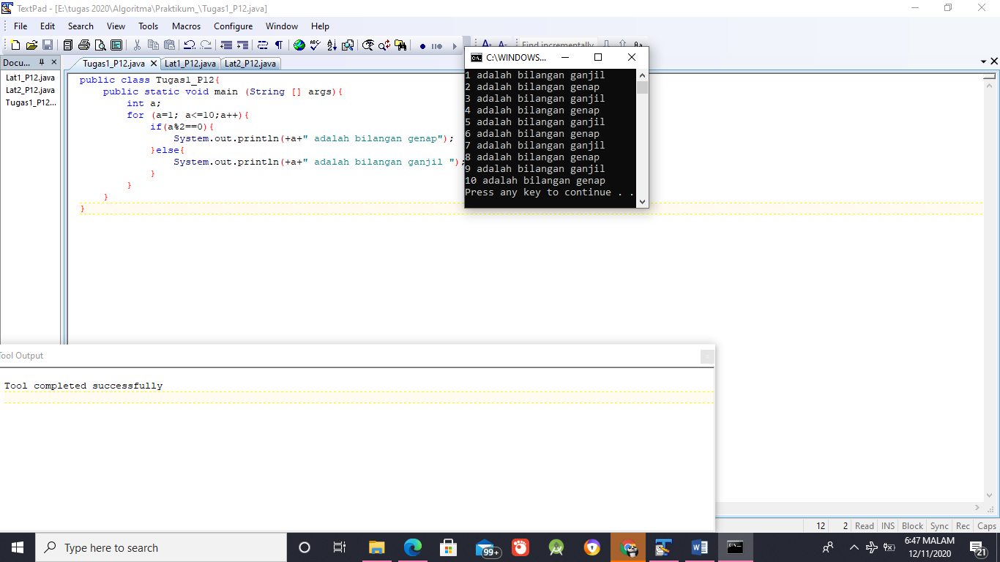 TextPad - [E:\tugas 2020\Algoritma\Praktikum_\Tugas1_P12.java]
File Edit Search View Tools Macros Configure Window Help
Find incrementally
Docu...
Tugas1_P12.java Lat1_P12.java Lat2_P12.java
Lat1_P12.java
Lat2_P12.java
Tugas1_P12...
public class Tugas1_P12{
public static void main (String [] args){
int a;
for (a=1; a<=10;a++){
if(a%2==0){
System.out.println(+a+" adalah bilangan genap");
}else{
System.out.println(+a+" adalah bilangan ganjil ");
}
}
}
}
C:\WINDOWS...
1 adalah bilangan ganjil
2 adalah bilangan genap
3 adalah bilangan ganjil
4 adalah bilangan genap
5 adalah bilangan ganjil
6 adalah bilangan genap
7 adalah bilangan ganjil
8 adalah bilangan genap
9 adalah bilangan ganjil
10 adalah bilangan genap
Press any key to continue . .
Tool Output
Tool completed successfully
12 2 Read INS Block Sync Rec Caps
Type here to search
99+
6:47 MALAM
12/11/2020
21